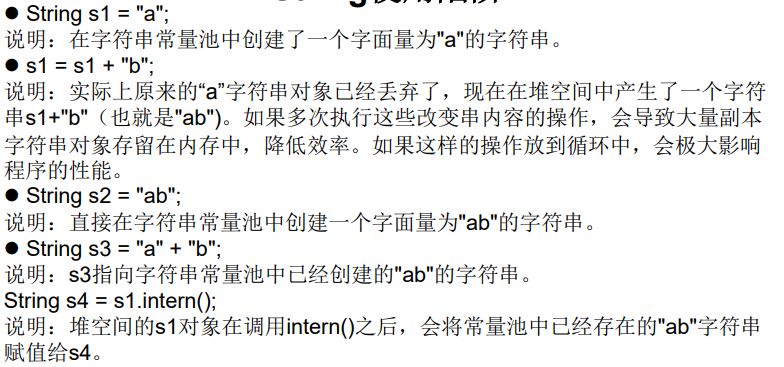 ● String s1 = "a";
说明：在字符串常量池中创建了一个字面量为"a"的字符串。
● s1 = s1 + "b";
说明：实际上原来的“a”字符串对象已经丢弃了，现在在堆空间中产生了一个字符
串s1+"b"（也就是"ab")。如果多次执行这些改变串内容的操作，会导致大量副本
字符串对象存留在内存中，降低效率。如果这样的操作放到循环中，会极大影响
程序的性能。
● String s2 = "ab";
说明：直接在字符串常量池中创建一个字面量为"ab"的字符串。
● String s3 = "a" + "b";
说明：s3指向字符串常量池中已经创建的"ab"的字符串。
String s4 = s1.intern();
说明：堆空间的s1对象在调用intern()之后，会将常量池中已经存在的"ab"字符串
赋值给s4。